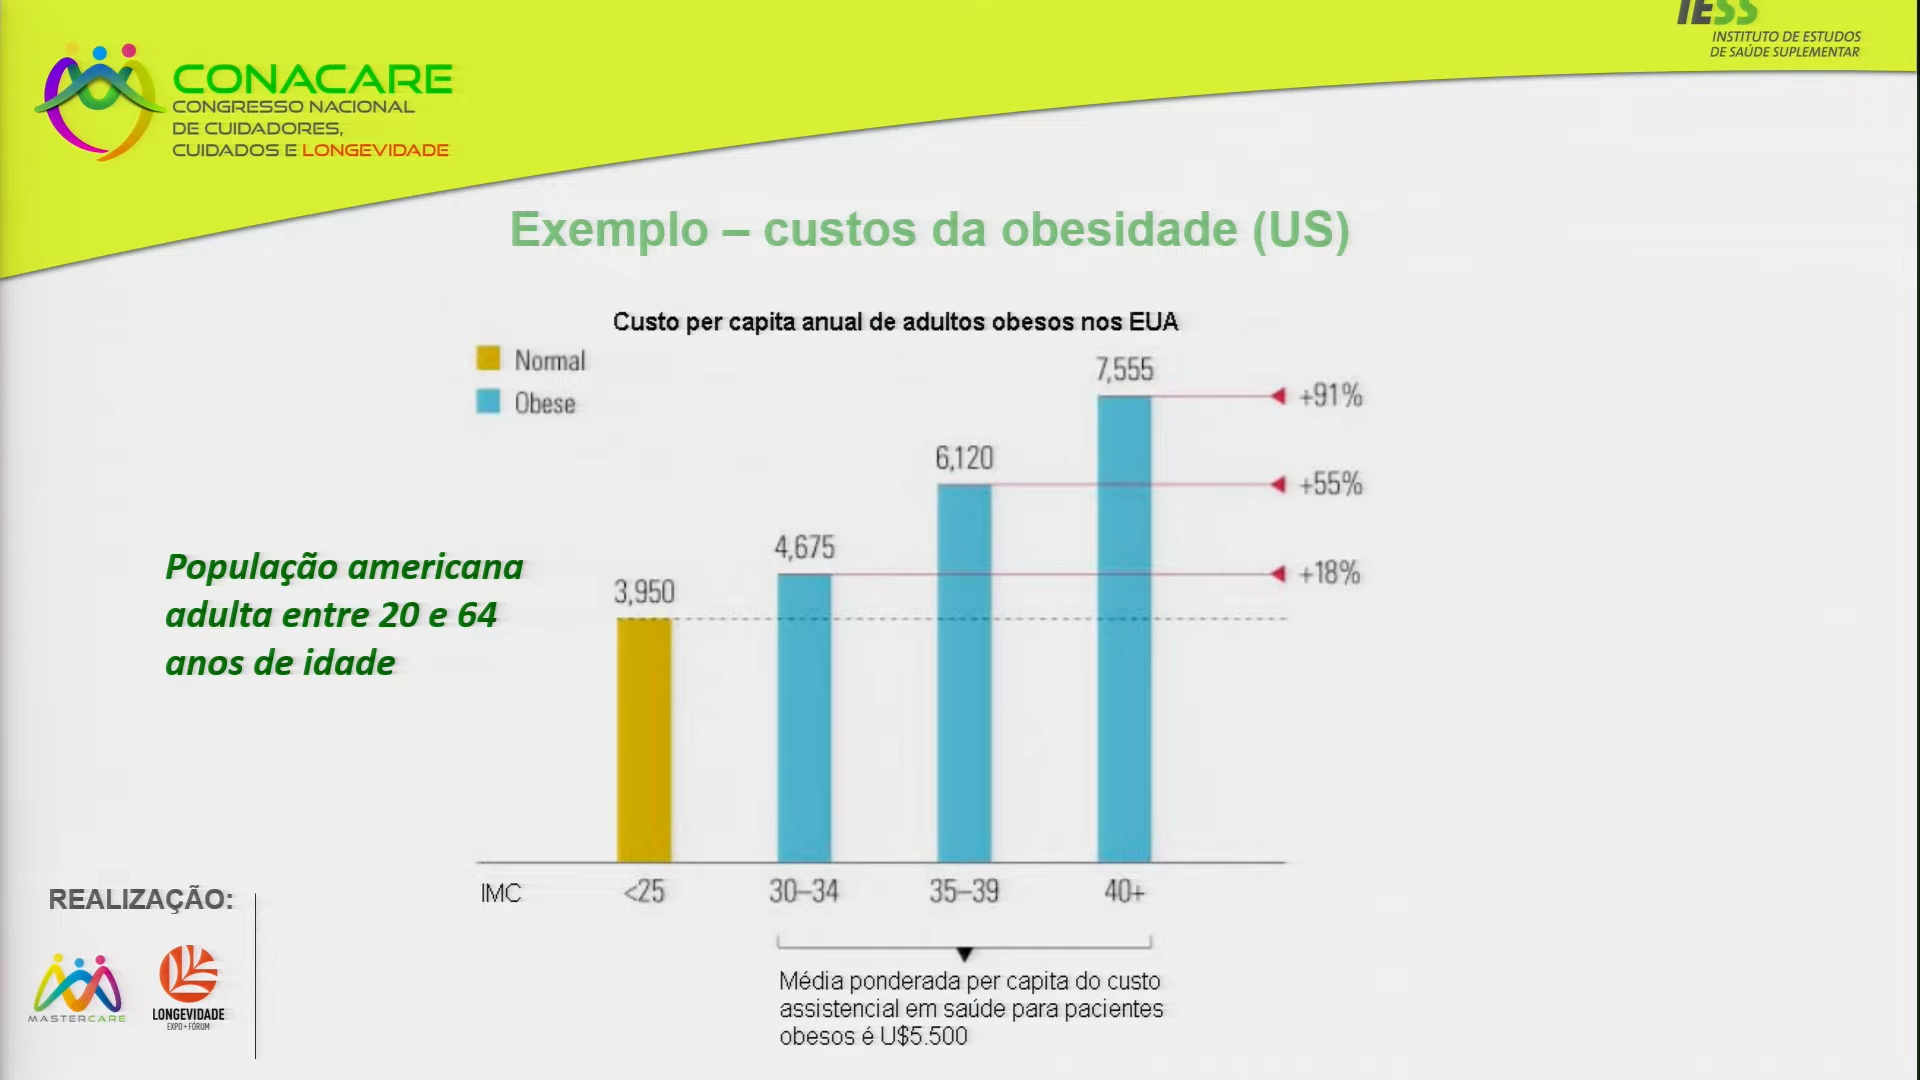 IESS
INSTITUTO DE ESTUDOS
DE SAÚDE SUPLEMENTAR
CONACARE
CONGRESSO NACIONAL
DE CUIDADORES,
CUIDADOS E LONGEVIDADE
Exemplo – custos da obesidade (US)
Custo per capita anual de adultos obesos nos EUA
Normal
Obese
7,555
+91%
6,120
+55%
4,675
+18%
3,950
População americana
adulta entre 20 e 64
anos de idade
IMC <25 30–34 35–39 40+
Média ponderada per capita do custo
assistencial em saúde para pacientes
obesos é U$5.500
REALIZAÇÃO:
MASTERCARE
LONGEVIDADE
EXPO+FÓRUM